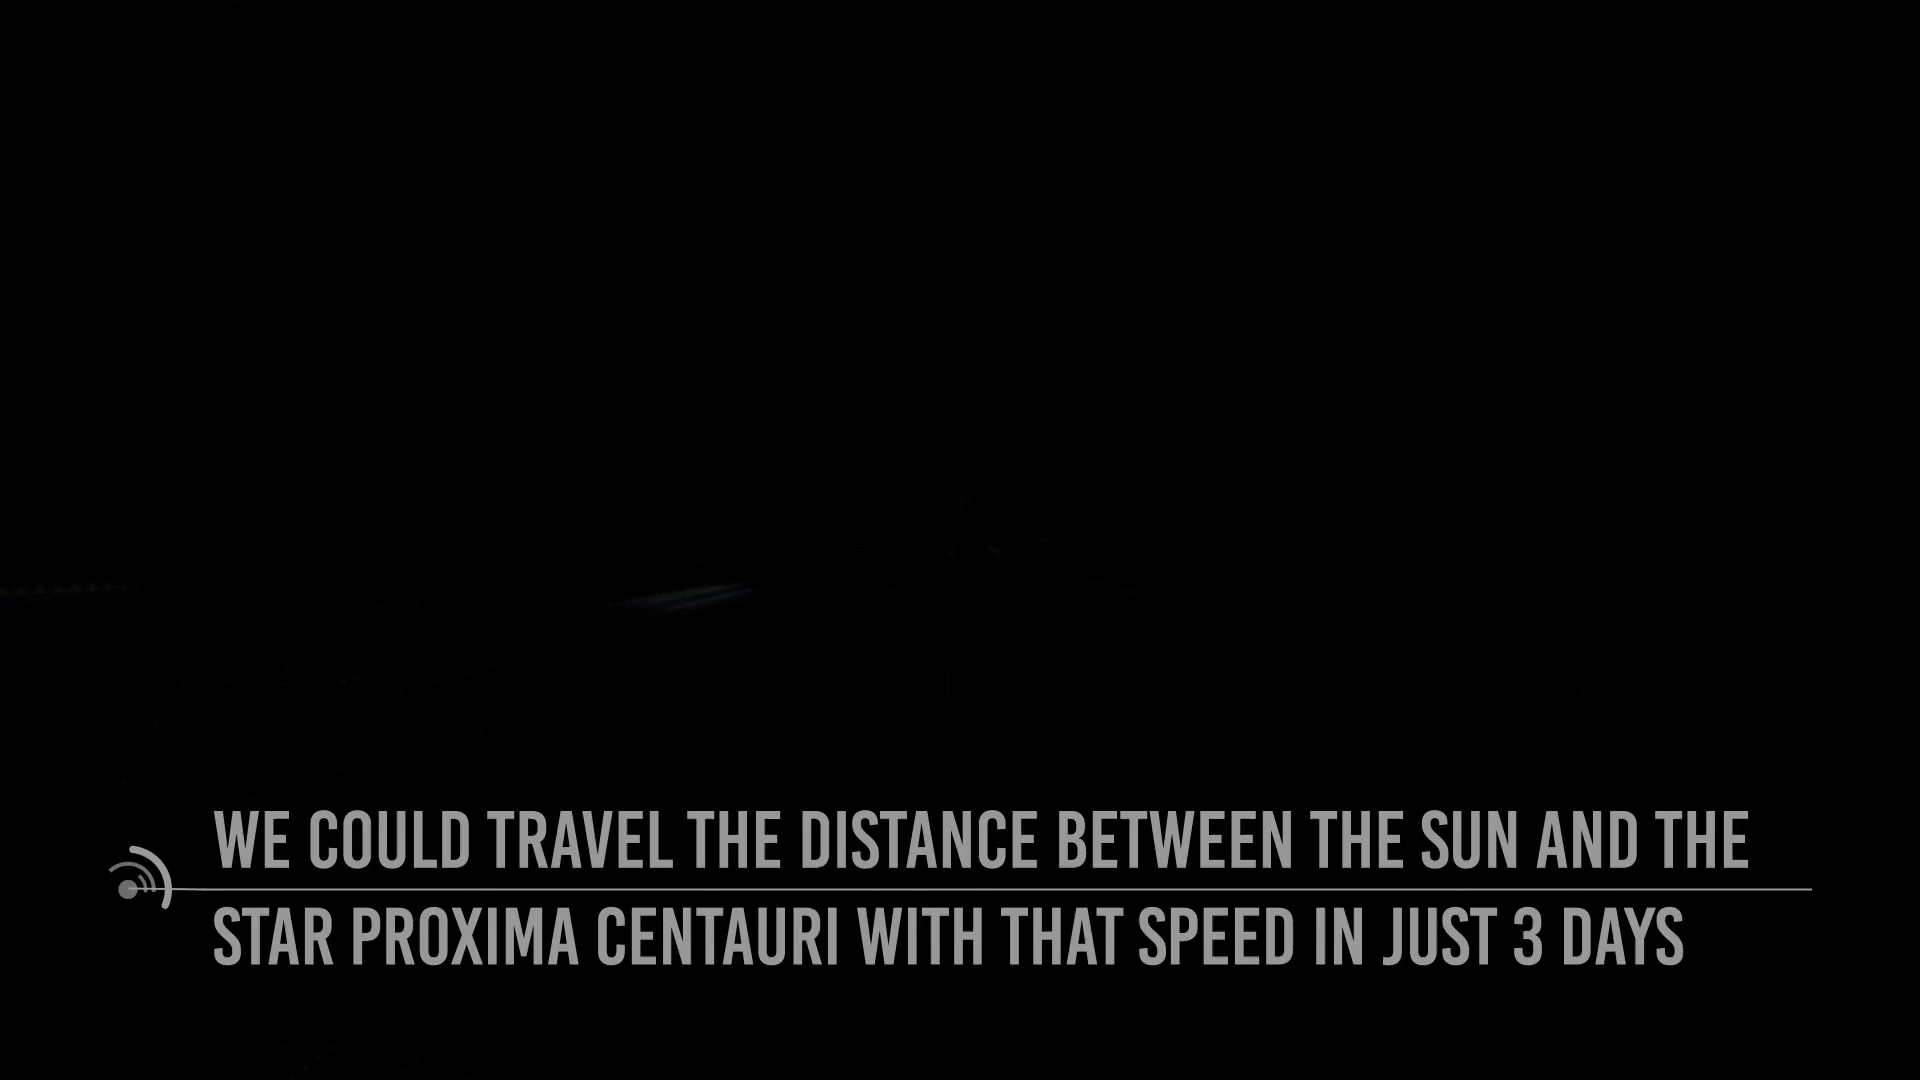 WE COULD TRAVEL THE DISTANCE BETWEEN THE SUN AND THE
STAR PROXIMA CENTAURI WITH THAT SPEED IN JUST 3 DAYS